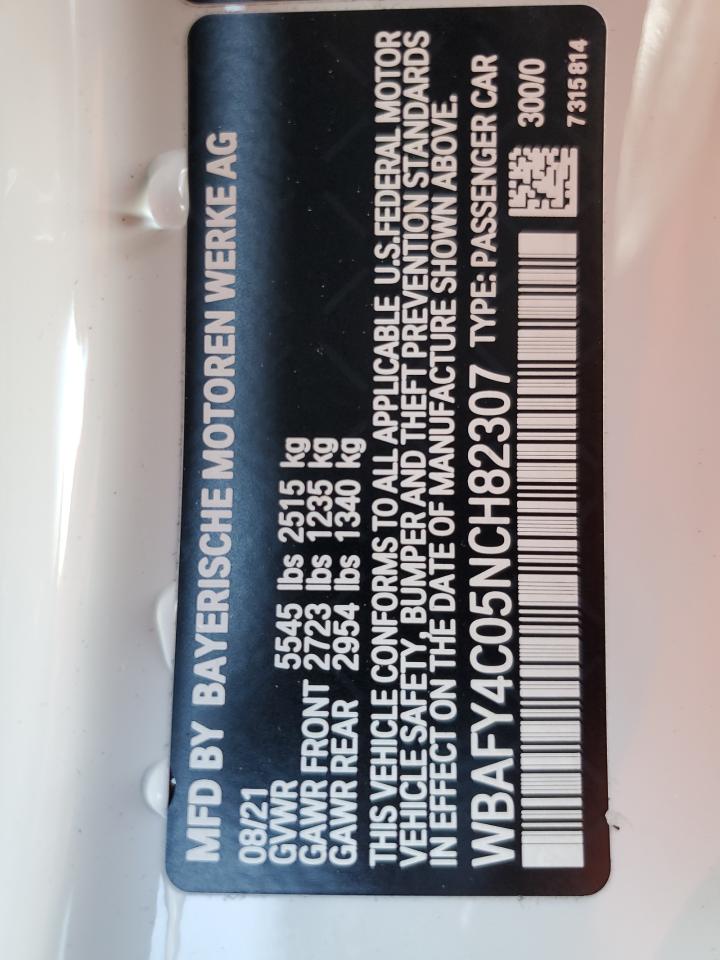 MFD BY BAYERISCHE MOTOREN WERKE AG
08/21
GVWR 5545 lbs 2515 kg
GAWR FRONT 2723 lbs 1235 kg
GAWR REAR 2954 lbs 1340 kg
THIS VEHICLE CONFORMS TO ALL APPLICABLE U.S.FEDERAL MOTOR
VEHICLE SAFETY, BUMPER AND THEFT PREVENTION STANDARDS
IN EFFECT ON THE DATE OF MANUFACTURE SHOWN ABOVE.
WBAFY4C05NCH82307 TYPE: PASSENGER CAR
300/0
7 315 814